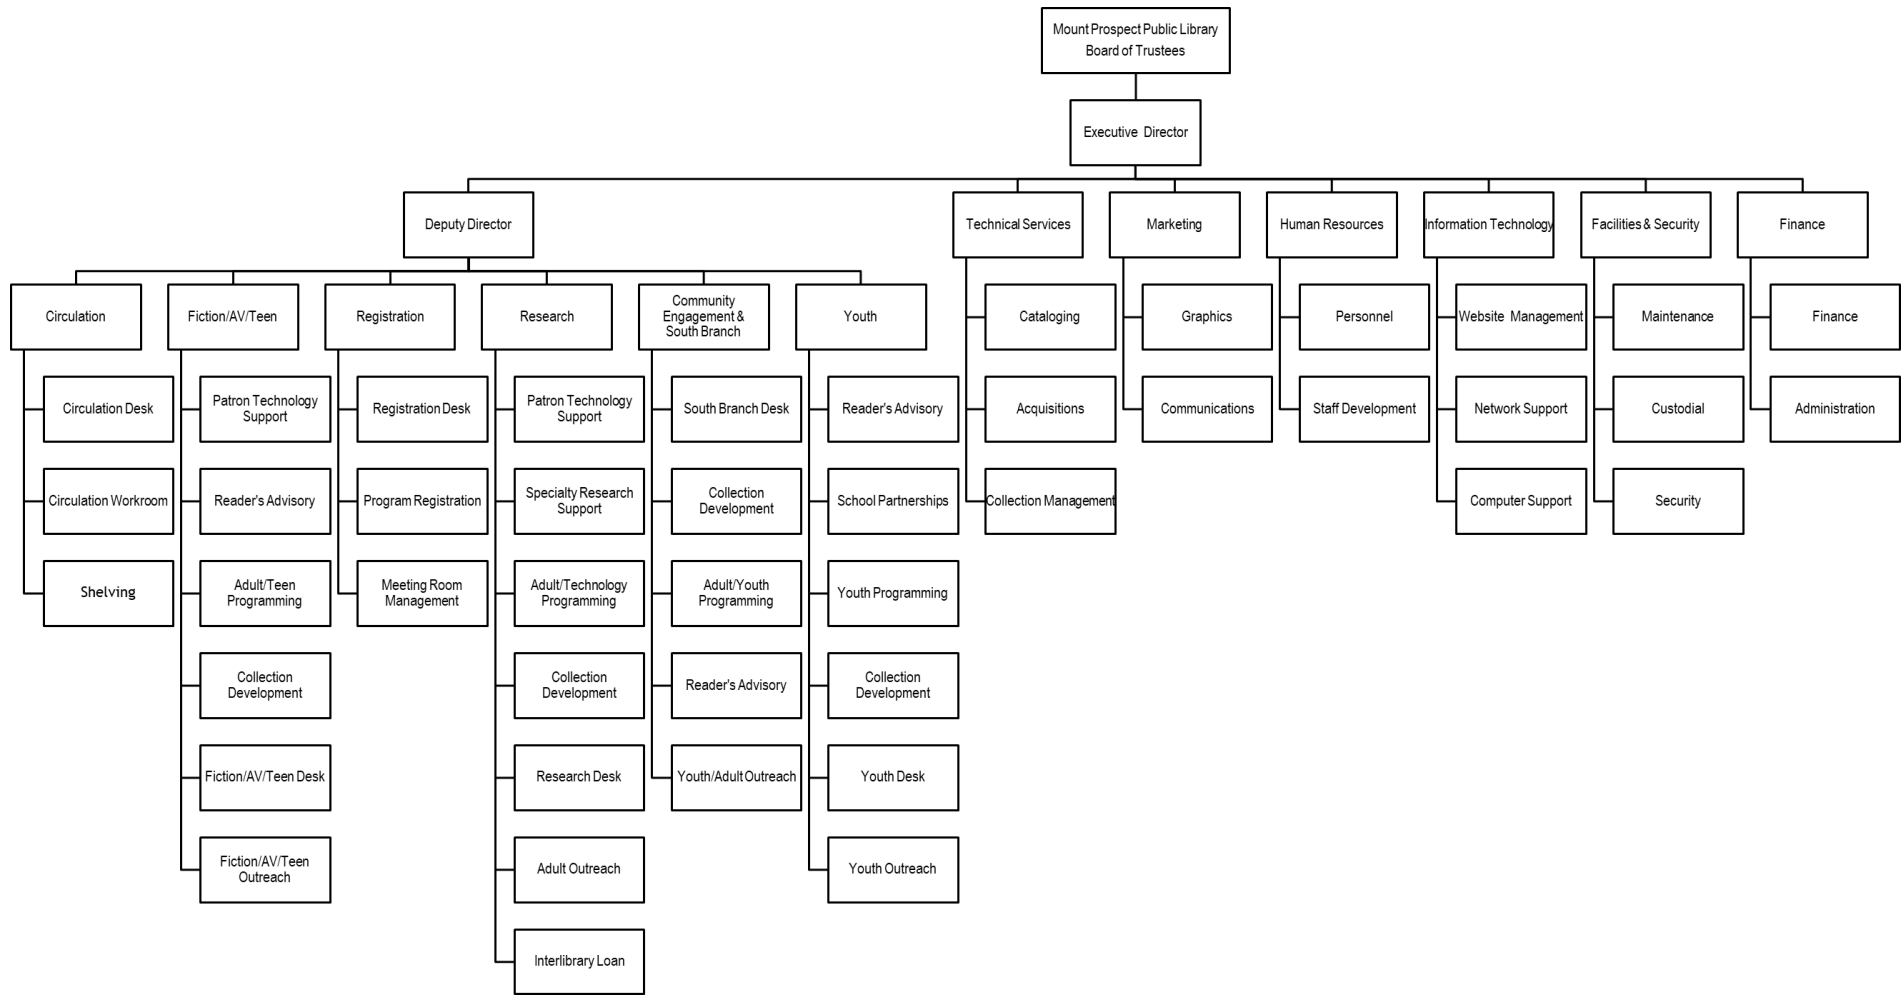 Mount Prospect Public Library
Board of Trustees
Executive Director
Deputy Director
Technical Services
Marketing
Human Resources
Information Technology
Facilities & Security
Finance
Circulation
Fiction/AV/Teen
Registration
Research
Community
Engagement &
South Branch
Youth
Cataloging
Graphics
Personnel
Website Management
Maintenance
Finance
Circulation Desk
Patron Technology
Support
Registration Desk
Patron Technology
Support
South Branch Desk
Reader's Advisory
Acquisitions
Communications
Staff Development
Network Support
Custodial
Administration
Circulation Workroom
Reader's Advisory
Program Registration
Specialty Research
Support
Collection
Development
School Partnerships
Collection Management
Computer Support
Security
Shelving
Adult/Teen
Programming
Meeting Room
Management
Adult/Technology
Programming
Adult/Youth
Programming
Youth Programming
Collection
Development
Collection
Development
Reader's Advisory
Collection
Development
Fiction/AV/Teen Desk
Research Desk
Youth/Adult Outreach
Youth Desk
Fiction/AV/Teen
Outreach
Adult Outreach
Youth Outreach
Interlibrary Loan